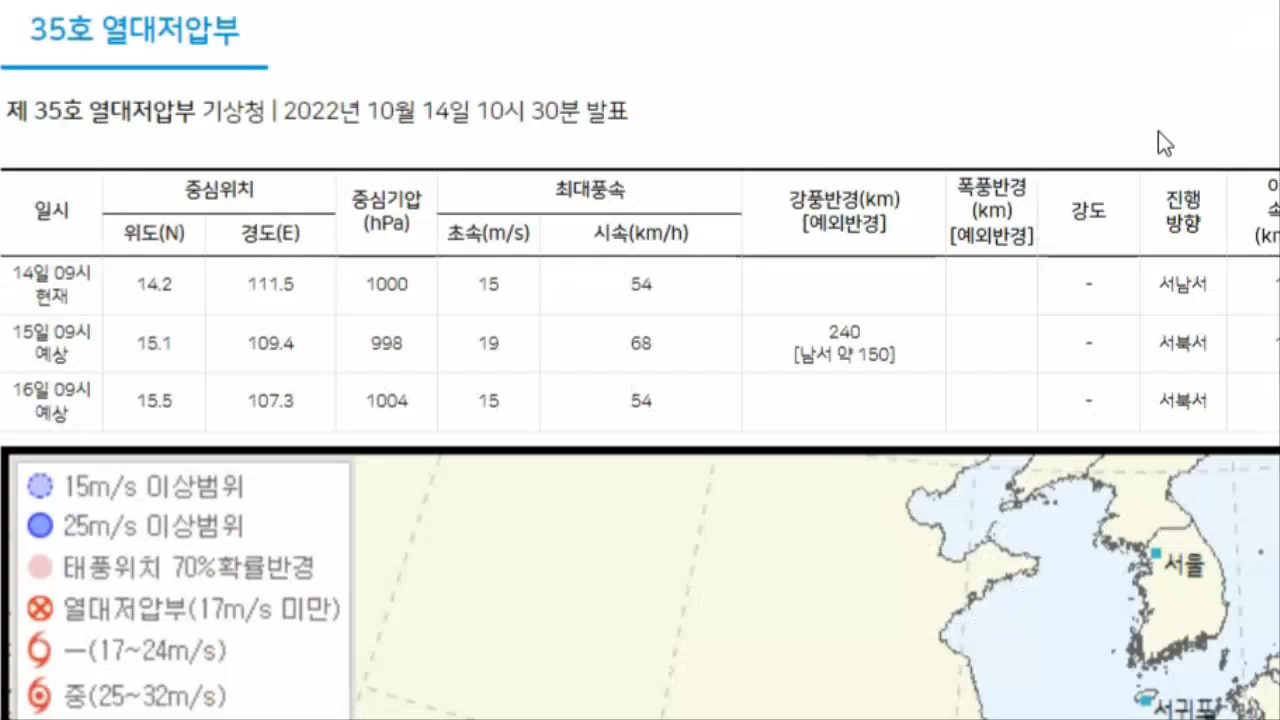 35호 열대저압부
제 35호 열대저압부 기상청 | 2022년 10월 14일 10시 30분 발표
일시 중심위치 중심기압 (hPa) 최대풍속 강풍반경(km) [예외반경] 폭풍반경 (km) [예외반경] 강도 진행 방향
위도(N) 경도(E) 초속(m/s) 시속(km/h)
14일 09시 현재 14.2 111.5 1000 15 54 - 서남서
15일 09시 예상 15.1 109.4 998 19 68 240 [남서 약 150] - 서북서
16일 09시 예상 15.5 107.3 1004 15 54 - 서북서
15m/s 이상범위
25m/s 이상범위
태풍위치 70%확률반경
열대저압부(17m/s 미만)
—(17~24m/s)
중(25~32m/s)
서울
서귀포